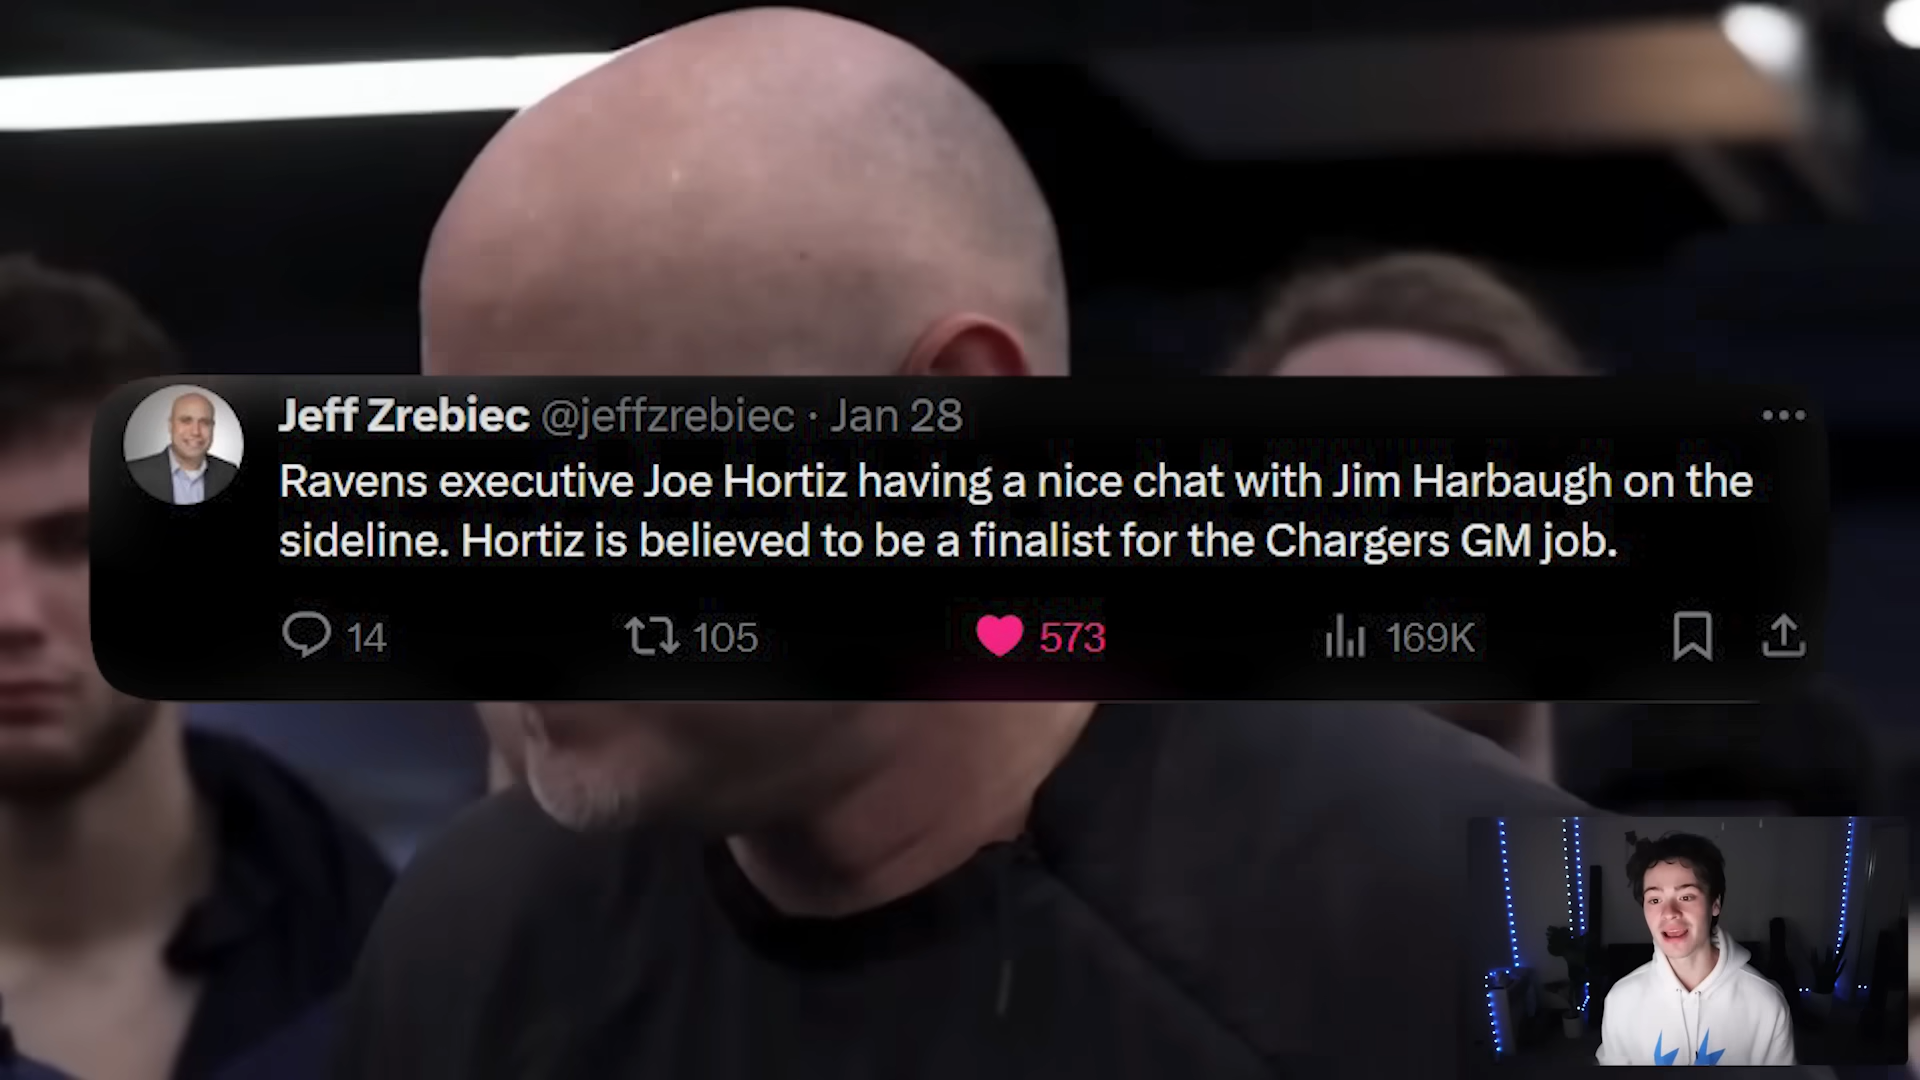 Jeff Zrebiec @jeffzrebiec · Jan 28
Ravens executive Joe Hortiz having a nice chat with Jim Harbaugh on the
sideline. Hortiz is believed to be a finalist for the Chargers GM job.
14 105 573 169K